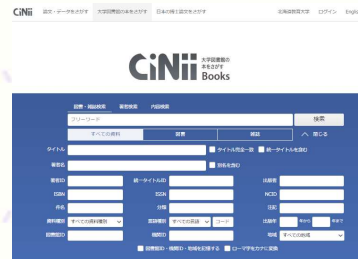 CiNii 論文・データをさがす 大学図書館の本をさがす 日本の博士論文をさがす 北海道教育大学 ログイン English
CiNii 大学図書館の本をさがす Books
図書・雑誌検索 著者検索 内容検索
フリーワード 検索
すべての資料 図書 雑誌 閉じる
タイトル タイトル完全一致 統一タイトルを含む
著者名 別名を含む
著者ID 統一タイトルID 出版者
ISBN ISSN NCID
件名 分類 注記
資料種別 すべての資料種別 言語種別 すべての言語 コード 出版年 年から 年まで
図書館ID 機関ID 地域 すべての地域
図書館ID・機関ID・地域を記憶する ローマ字をカナに変換